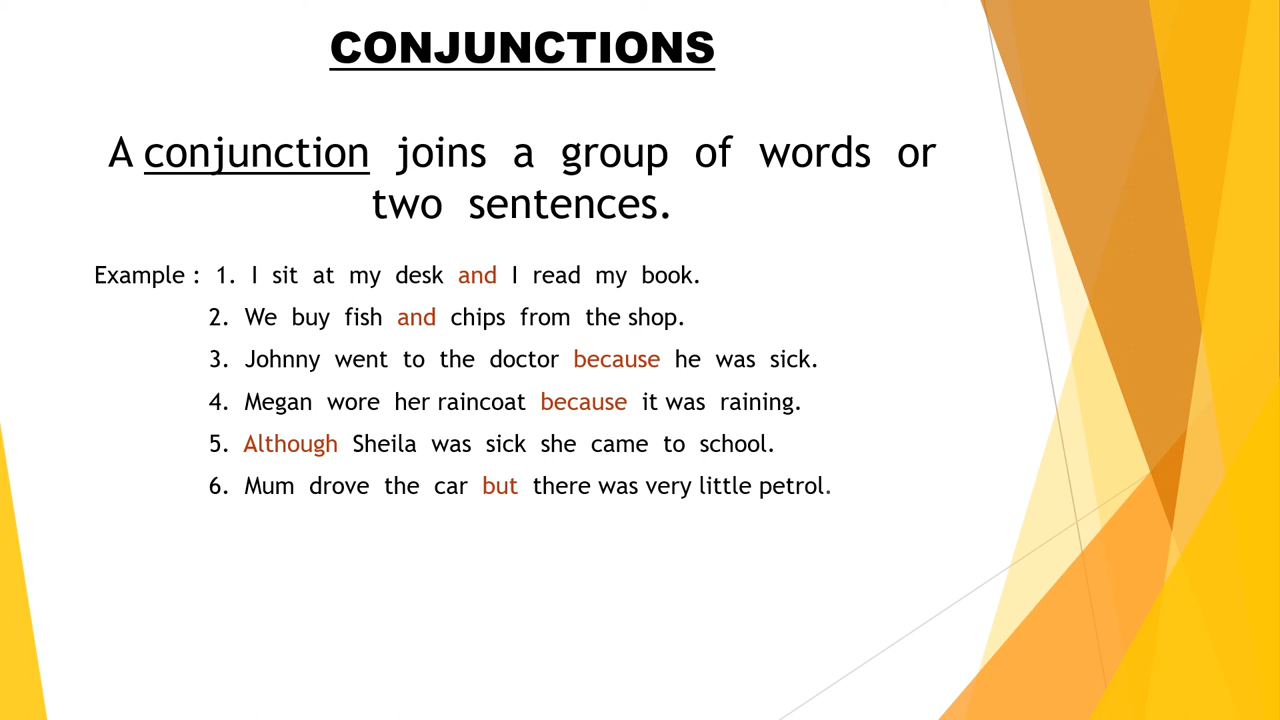 CONJUNCTIONS
A conjunction joins a group of words or
two sentences.
Example : 1. I sit at my desk and I read my book.
2. We buy fish and chips from the shop.
3. Johnny went to the doctor because he was sick.
4. Megan wore her raincoat because it was raining.
5. Although Sheila was sick she came to school.
6. Mum drove the car but there was very little petrol.